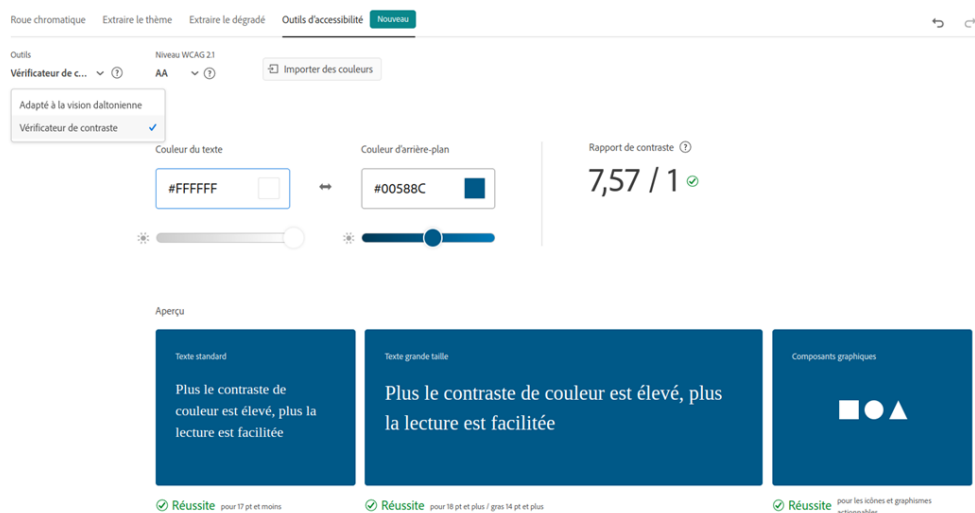 Roue chromatique Extraire le thème Extraire le dégradé Outils d'accessibilité Nouveau
Outils Niveau WCAG 2.1
Vérificateur de c... AA Importer des couleurs
Adapté à la vision daltonienne
Vérificateur de contraste
Couleur du texte Couleur d'arrière-plan Rapport de contraste
#FFFFFF #00588C 7,57 / 1
Aperçu
Texte standard
Plus le contraste de
couleur est élevé, plus la
lecture est facilitée
Texte grande taille
Plus le contraste de couleur est élevé, plus
la lecture est facilitée
Composants graphiques
Réussite pour 17 pt et moins
Réussite pour 18 pt et plus / gras 14 pt et plus
Réussite pour les icônes et graphismes
actionnables